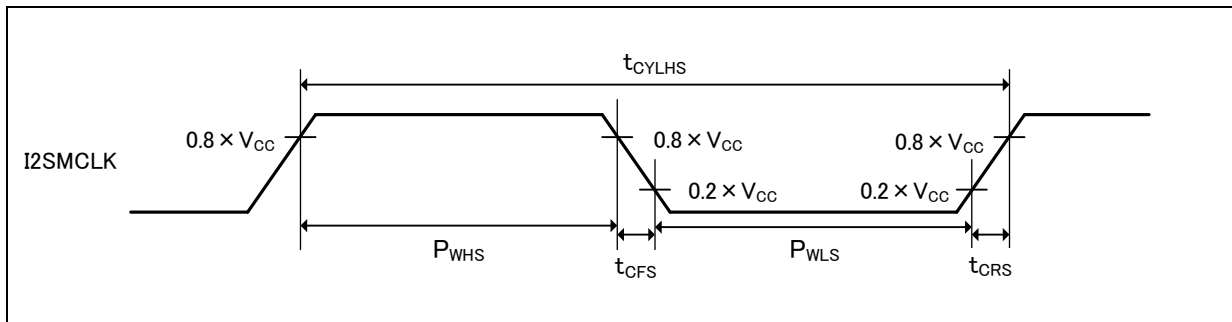 tCYLHS
0.8 × VCC
0.8 × VCC
0.8 × VCC
I2SMCLK
0.2 × VCC
0.2 × VCC
PWHS
tCFS
PWLS
tCRS